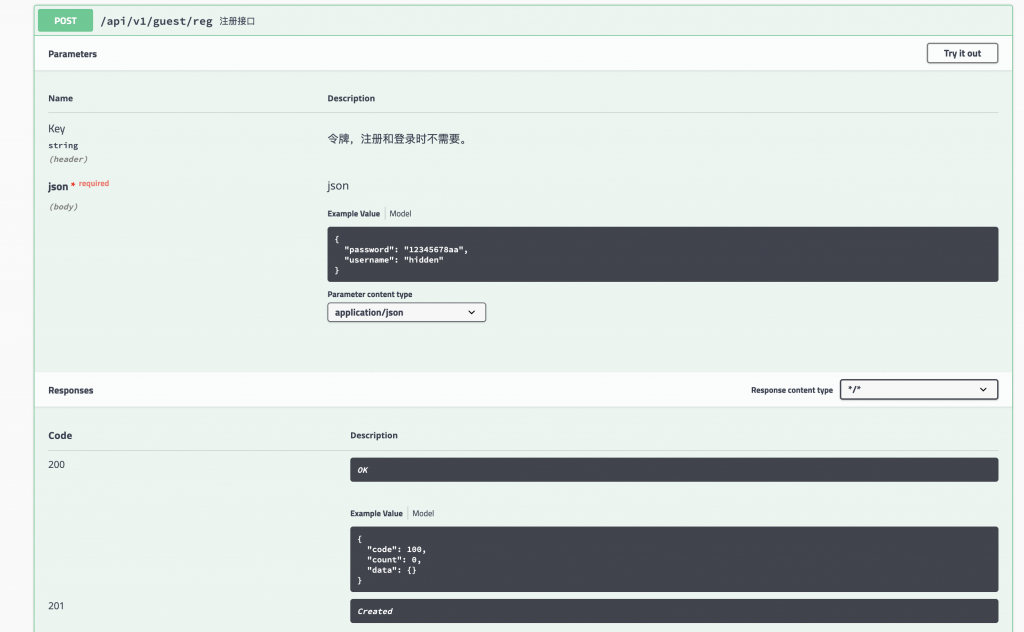 POST /api/v1/guest/reg 注册接口
Parameters Try it out
Name Description
Key
string
(header)
令牌，注册和登录时不需要。
json * required
(body)
json
Example Value Model
{
"password": "12345678aa",
"username": "hidden"
}
Parameter content type
application/json
Responses Response content type */*
Code Description
200
OK
Example Value Model
{
"code": 100,
"count": 0,
"data": {}
}
201
Created